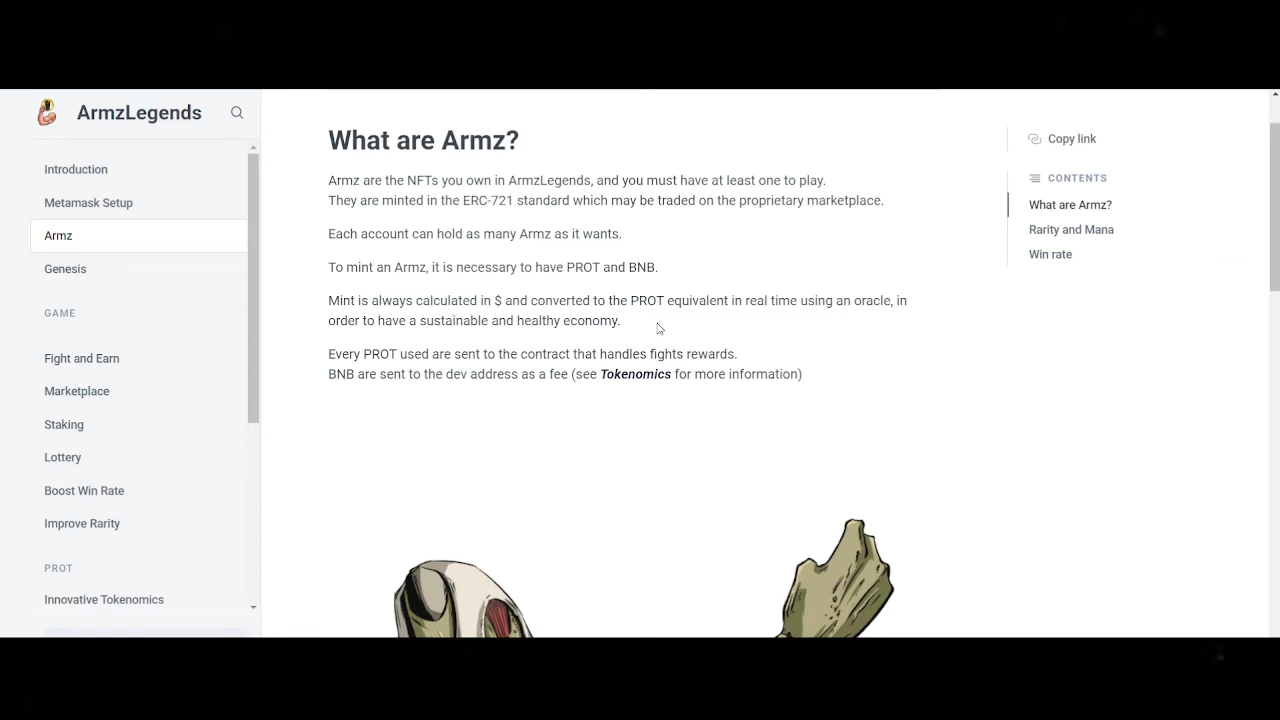 ArmzLegends
Introduction
Metamask Setup
Armz
Genesis
GAME
Fight and Earn
Marketplace
Staking
Lottery
Boost Win Rate
Improve Rarity
PROT
Innovative Tokenomics
What are Armz?
Armz are the NFTs you own in ArmzLegends, and you must have at least one to play.
They are minted in the ERC-721 standard which may be traded on the proprietary marketplace.
Each account can hold as many Armz as it wants.
To mint an Armz, it is necessary to have PROT and BNB.
Mint is always calculated in $ and converted to the PROT equivalent in real time using an oracle, in
order to have a sustainable and healthy economy.
Every PROT used are sent to the contract that handles fights rewards.
BNB are sent to the dev address as a fee (see Tokenomics for more information)
Copy link
CONTENTS
What are Armz?
Rarity and Mana
Win rate